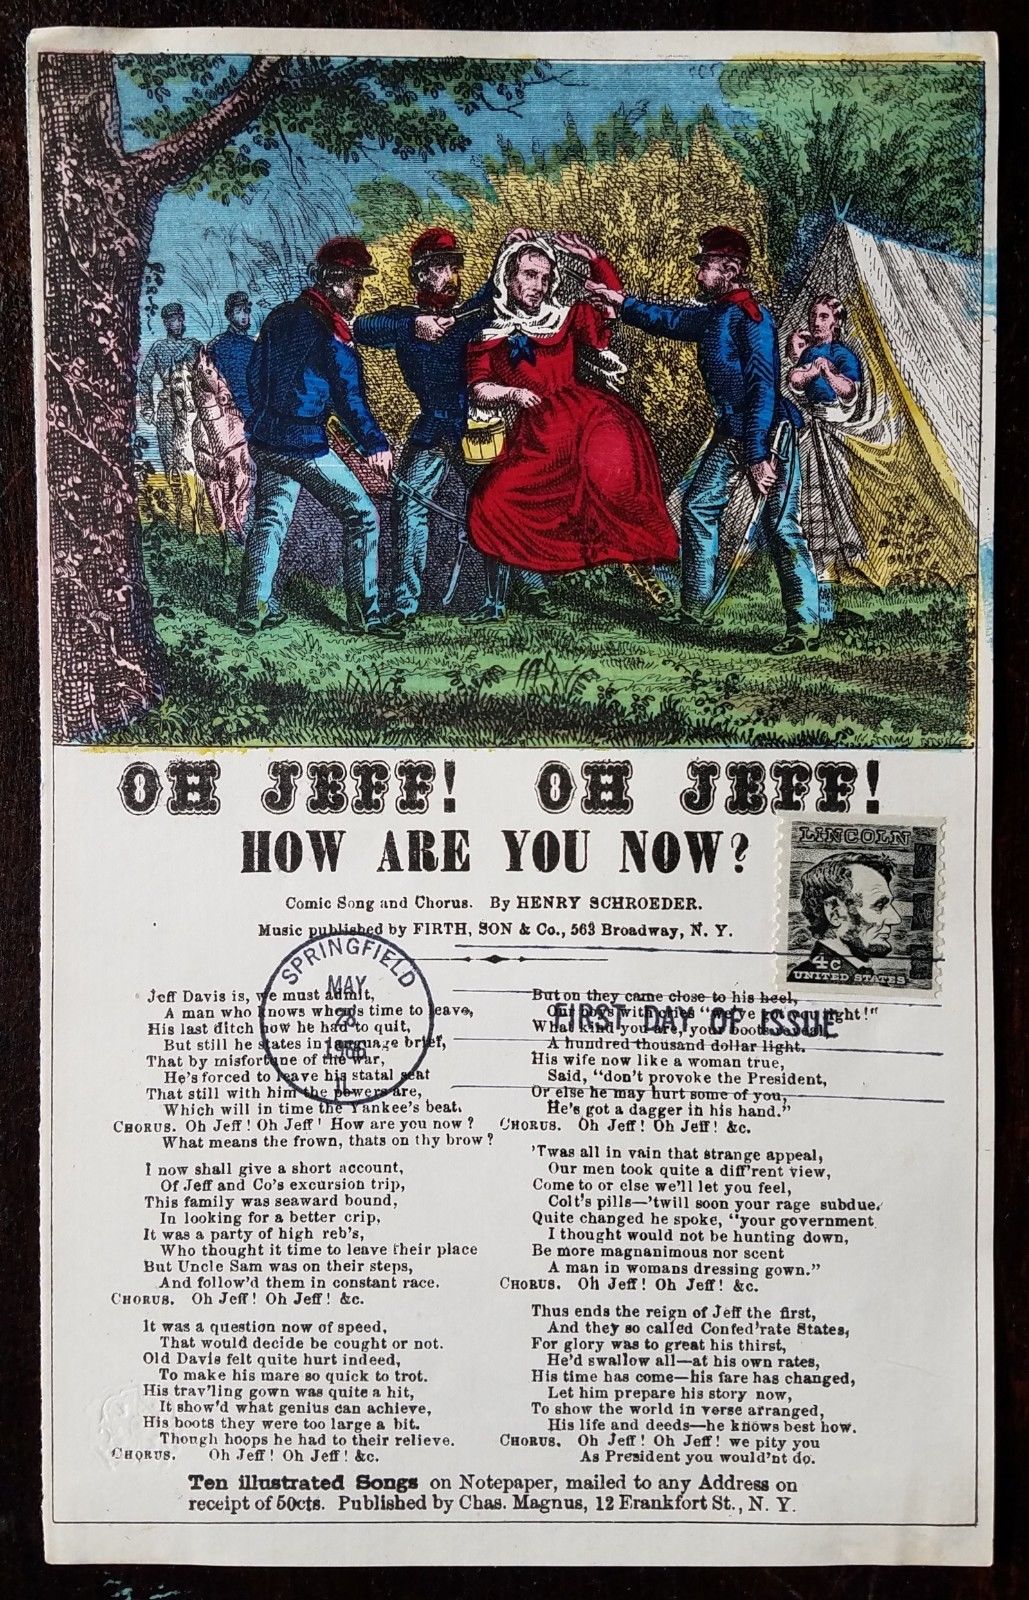 OH JEFF! OH JEFF!
HOW ARE YOU NOW?
Comic Song and Chorus. By HENRY SCHROEDER.
Music published by FIRTH, SON & Co., 563 Broadway, N. Y.
LINCOLN
4c
UNITED STATES
SPRINGFIELD
MAY
28
IL
FIRST DAY OF ISSUE
Jeff Davis is, we must admit,
A man who knows when's time to leave,
His last ditch now he had to quit,
But still he states in language brief,
That by misfortune of the war,
He's forced to leave his statal seat
That still with him the powers are,
Which will in time the Yankee's beat.
CHORUS. Oh Jeff! Oh Jeff! How are you now?
What means the frown, thats on thy brow?
I now shall give a short account,
Of Jeff and Co's excursion trip,
This family was seaward bound,
In looking for a better crip,
It was a party of high reb's,
Who thought it time to leave their place
But Uncle Sam was on their steps,
And follow'd them in constant race.
CHORUS. Oh Jeff! Oh Jeff! &c.
It was a question now of speed,
That would decide be cought or not.
Old Davis felt quite hurt indeed,
To make his mare so quick to trot.
His trav'ling gown was quite a hit,
It show'd what genius can achieve,
His boots they were too large a bit.
Though hoops he had to their relieve.
CHORUS. Oh Jeff! Oh Jeff! &c.
But on they came close to his heel,
Our boys with cries "we've got you tight!"
What kind you are, your boots reveal
A hundred thousand dollar light.
His wife now like a woman true,
Said, "don't provoke the President,
Or else he may hurt some of you,
He's got a dagger in his hand."
CHORUS. Oh Jeff! Oh Jeff! &c.
'Twas all in vain that strange appeal,
Our men took quite a diff'rent view,
Come to or else we'll let you feel,
Colt's pills—'twill soon your rage subdue.
Quite changed he spoke, "your government
I thought would not be hunting down,
Be more magnanimous nor scent
A man in womans dressing gown."
CHORUS. Oh Jeff! Oh Jeff! &c.
Thus ends the reign of Jeff the first,
And they so called Confed'rate States,
For glory was to great his thirst,
He'd swallow all—at his own rates,
His time has come—his fare has changed,
Let him prepare his story now,
To show the world in verse arranged,
His life and deeds—he knows best how.
CHORUS. Oh Jeff! Oh Jeff! we pity you
As President you would'nt do.
Ten illustrated Songs on Notepaper, mailed to any Address on
receipt of 50cts. Published by Chas. Magnus, 12 Frankfort St., N. Y.